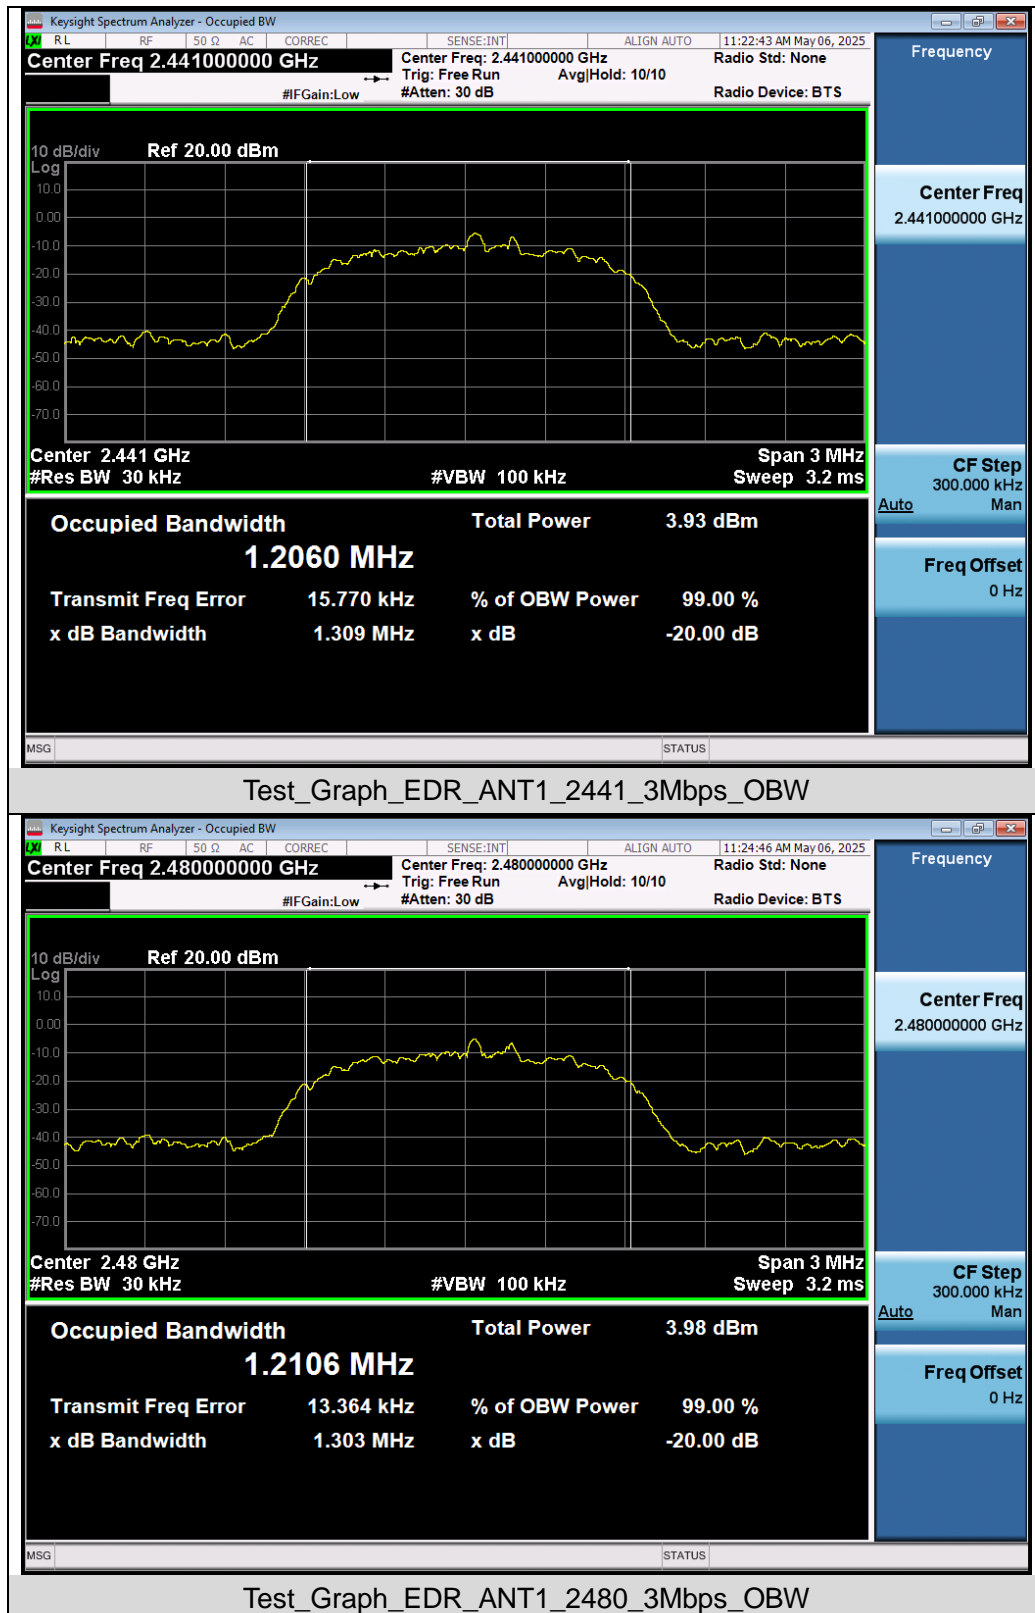 Keysight Spectrum Analyzer - Occupied BW
LXI RL RF 50 Ω AC CORREC SENSE:INT ALIGN AUTO 11:22:43 AM May 06, 2025
Center Freq 2.441000000 GHz
Center Freq: 2.441000000 GHz Radio Std: None
Trig: Free Run Avg|Hold: 10/10
#IFGain:Low #Atten: 30 dB Radio Device: BTS
Frequency
10 dB/div Ref 20.00 dBm
Log
10.0
0.00
-10.0
-20.0
-30.0
-40.0
-50.0
-60.0
-70.0
Center 2.441 GHz Span 3 MHz
#Res BW 30 kHz #VBW 100 kHz Sweep 3.2 ms
Center Freq
2.441000000 GHz
CF Step
300.000 kHz
Auto Man
Freq Offset
0 Hz
Occupied Bandwidth Total Power 3.93 dBm
1.2060 MHz
Transmit Freq Error 15.770 kHz % of OBW Power 99.00 %
x dB Bandwidth 1.309 MHz x dB -20.00 dB
MSG STATUS
Test_Graph_EDR_ANT1_2441_3Mbps_OBW
Keysight Spectrum Analyzer - Occupied BW
LXI RL RF 50 Ω AC CORREC SENSE:INT ALIGN AUTO 11:24:46 AM May 06, 2025
Center Freq 2.480000000 GHz
Center Freq: 2.480000000 GHz Radio Std: None
Trig: Free Run Avg|Hold: 10/10
#IFGain:Low #Atten: 30 dB Radio Device: BTS
Frequency
10 dB/div Ref 20.00 dBm
Log
10.0
0.00
-10.0
-20.0
-30.0
-40.0
-50.0
-60.0
-70.0
Center 2.48 GHz Span 3 MHz
#Res BW 30 kHz #VBW 100 kHz Sweep 3.2 ms
Center Freq
2.480000000 GHz
CF Step
300.000 kHz
Auto Man
Freq Offset
0 Hz
Occupied Bandwidth Total Power 3.98 dBm
1.2106 MHz
Transmit Freq Error 13.364 kHz % of OBW Power 99.00 %
x dB Bandwidth 1.303 MHz x dB -20.00 dB
MSG STATUS
Test_Graph_EDR_ANT1_2480_3Mbps_OBW